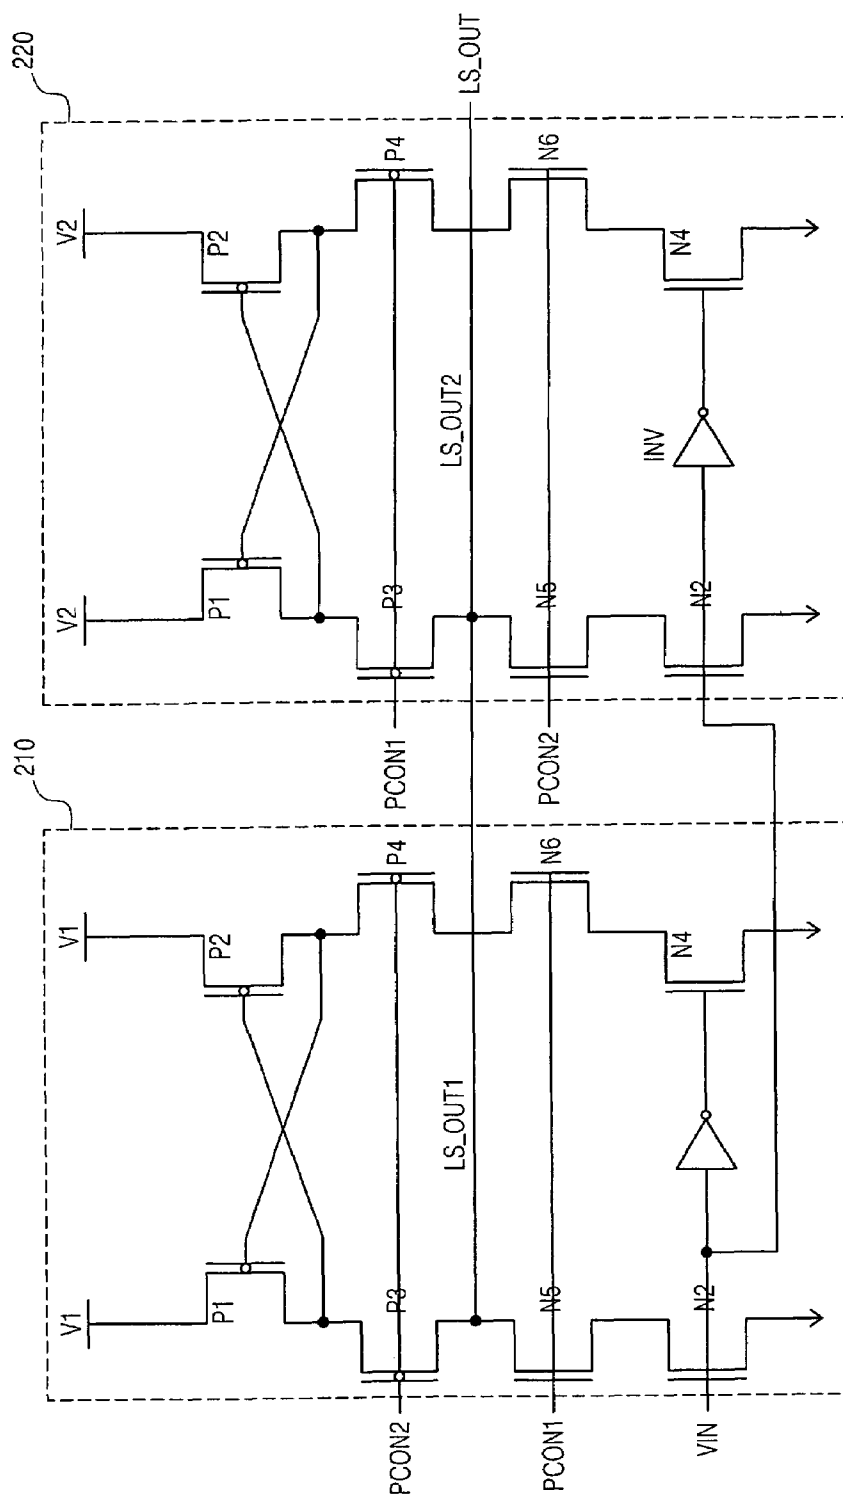 210
V1
V1
P1
P2
PCON2
P3
P4
LS_OUT1
PCON1
N5
N6
VIN
N2
N4
220
V2
V2
P1
P2
PCON1
P3
P4
LS_OUT2
LS_OUT
PCON2
N5
N6
N2
INV
N4